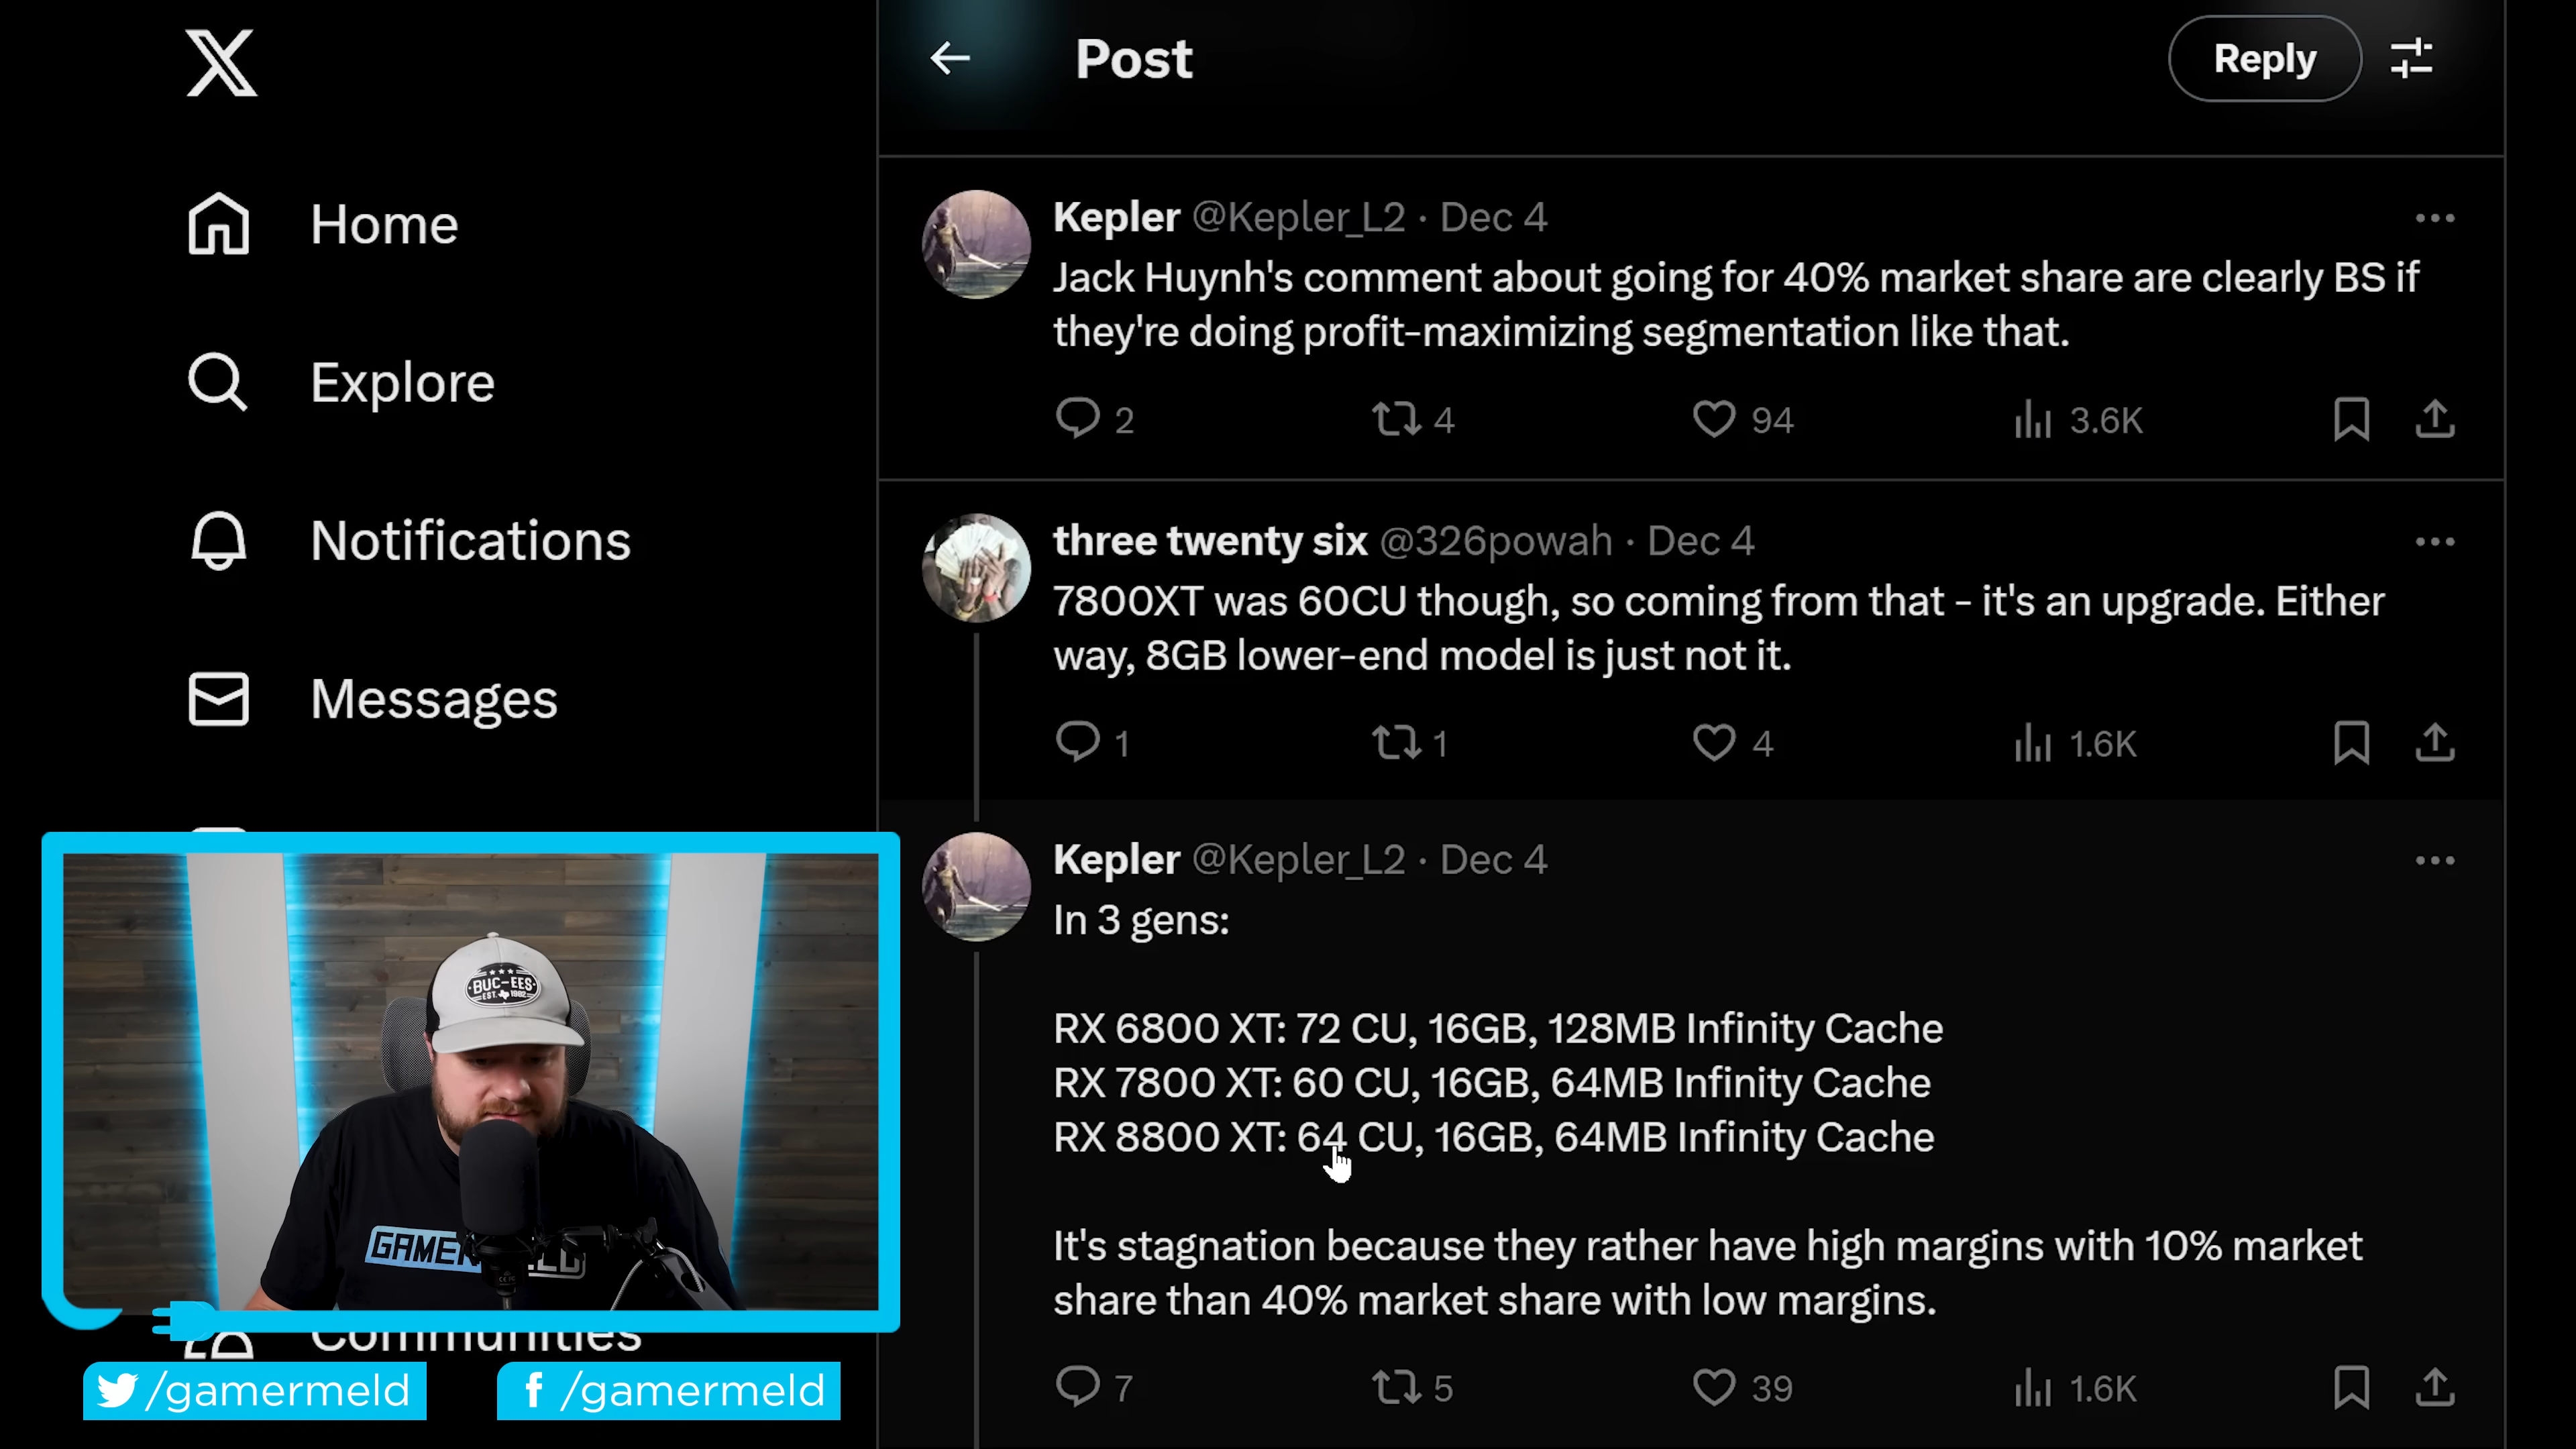 Post
Reply
Home
Explore
Notifications
Messages
Communities
Kepler @Kepler_L2 · Dec 4
Jack Huynh's comment about going for 40% market share are clearly BS if
they're doing profit-maximizing segmentation like that.
2 4 94 3.6K
three twenty six @326powah · Dec 4
7800XT was 60CU though, so coming from that - it's an upgrade. Either
way, 8GB lower-end model is just not it.
1 1 4 1.6K
Kepler @Kepler_L2 · Dec 4
In 3 gens:
RX 6800 XT: 72 CU, 16GB, 128MB Infinity Cache
RX 7800 XT: 60 CU, 16GB, 64MB Infinity Cache
RX 8800 XT: 64 CU, 16GB, 64MB Infinity Cache
It's stagnation because they rather have high margins with 10% market
share than 40% market share with low margins.
7 5 39 1.6K
BUC-EES
EST. 1982
/gamermeld
f /gamermeld